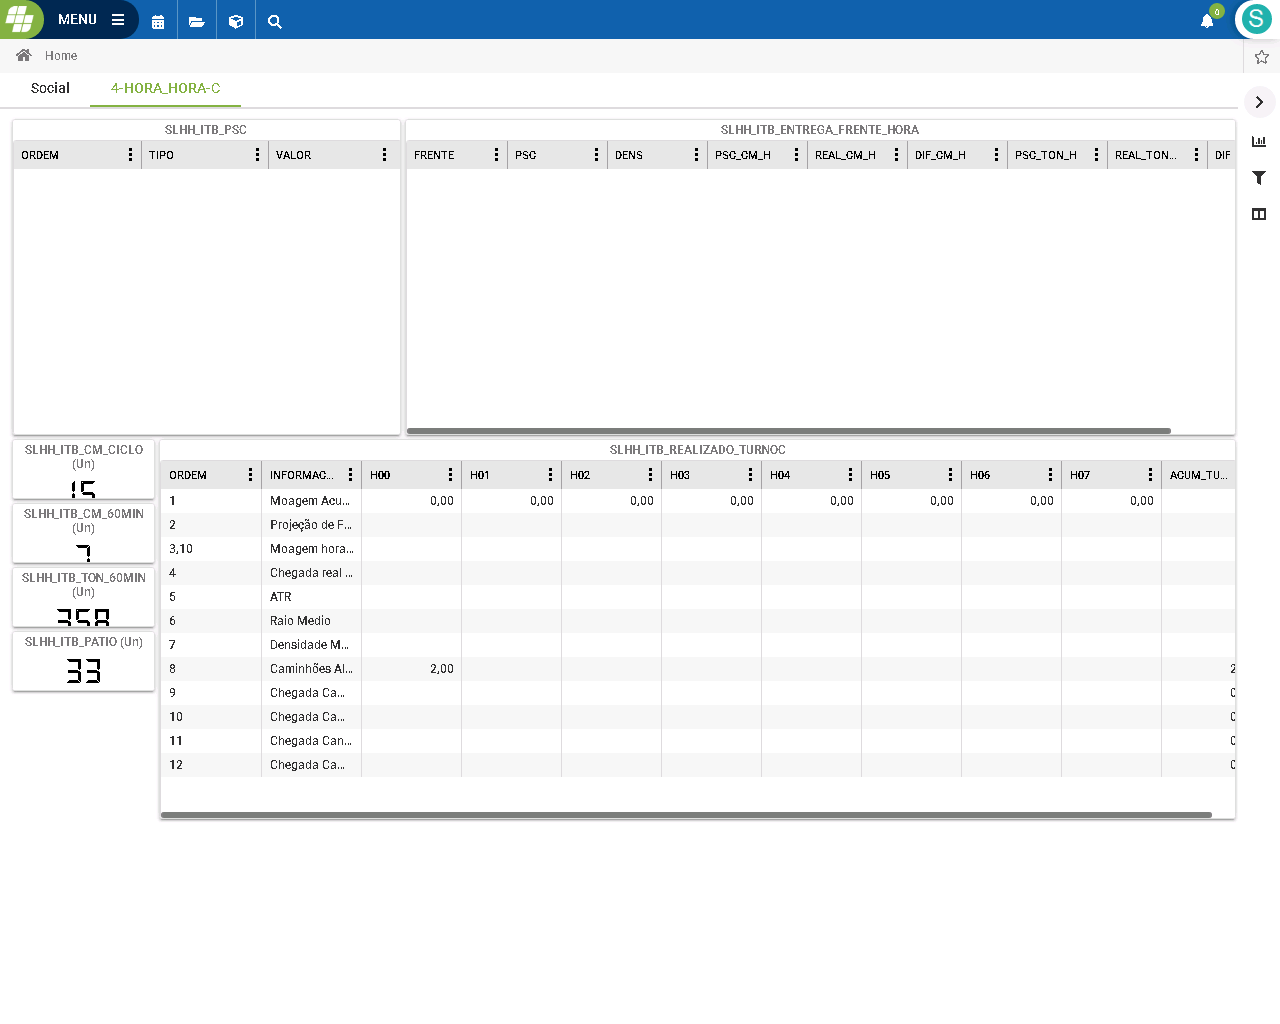 MENU
0
S
Home
Social
4-HORA_HORA-C
SLHH_ITB_PSC
ORDEM TIPO VALOR
SLHH_ITB_ENTREGA_FRENTE_HORA
FRENTE PSC DENS PSC_CM_H REAL_CM_H DIF_CM_H PSC_TON_H REAL_TON... DIF
SLHH_ITB_CM_CICLO
(Un)
15
SLHH_ITB_CM_60MIN
(Un)
7
SLHH_ITB_TON_60MIN
(Un)
358
SLHH_ITB_PATIO (Un)
33
SLHH_ITB_REALIZADO_TURNOC
ORDEM INFORMAC... H00 H01 H02 H03 H04 H05 H06 H07 ACUM_TU...
1 Moagem Acu... 0,00 0,00 0,00 0,00 0,00 0,00 0,00 0,00
2 Projeção de F...
3,10 Moagem hora...
4 Chegada real ...
5 ATR
6 Raio Medio
7 Densidade M...
8 Caminhões Al... 2,00 2
9 Chegada Ca... 0
10 Chegada Ca... 0
11 Chegada Can... 0
12 Chegada Ca... 0